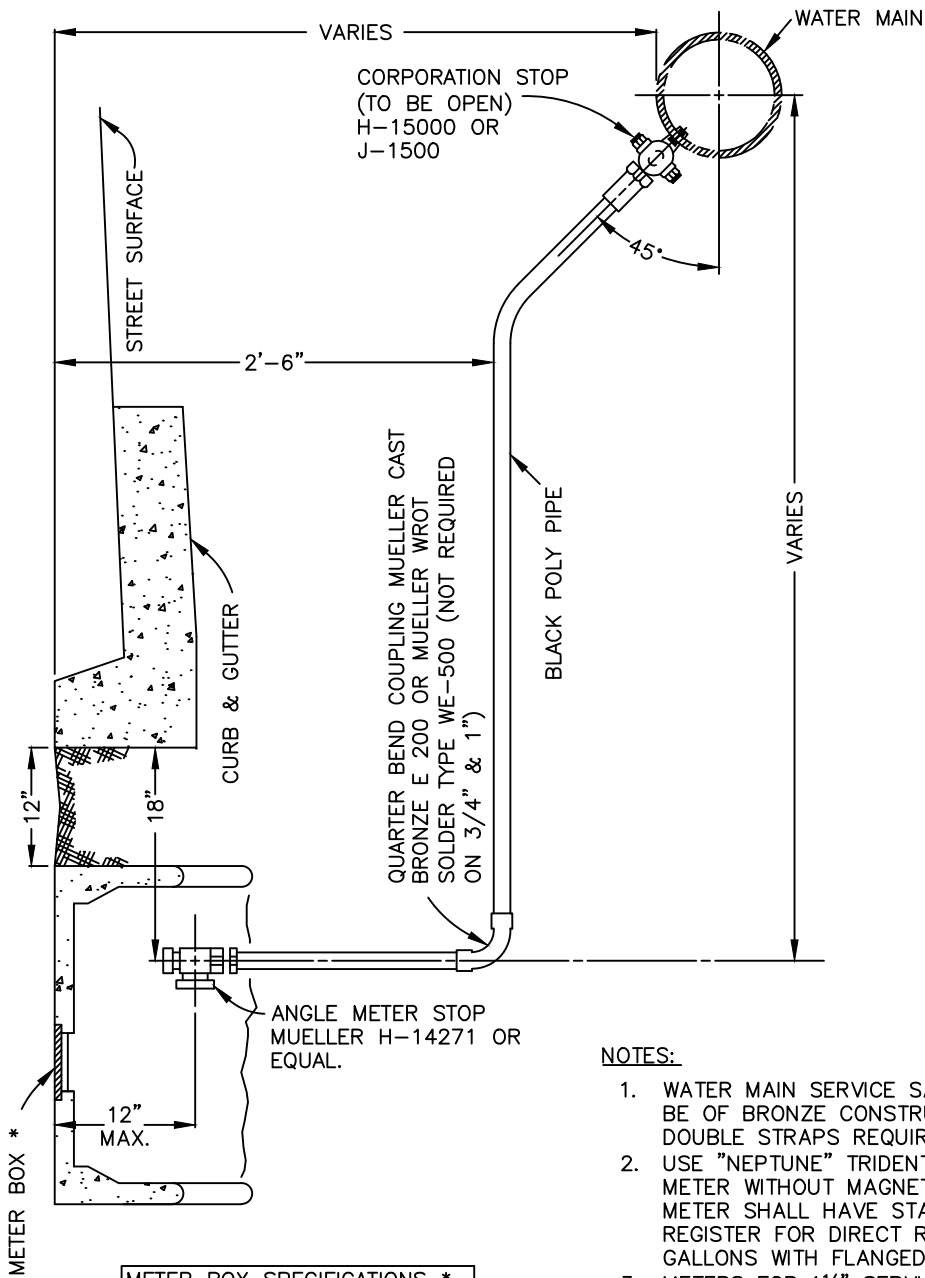 VARIES
WATER MAIN
CORPORATION STOP
(TO BE OPEN)
H-15000 OR
J-1500
STREET SURFACE
45°
2'-6"
QUARTER BEND COUPLING MUELLER CAST
BRONZE E 200 OR MUELLER WROT
SOLDER TYPE WE-500 (NOT REQUIRED
ON 3/4" & 1")
BLACK POLY PIPE
VARIES
CURB & GUTTER
12"
18"
ANGLE METER STOP
MUELLER H-14271 OR
EQUAL.
12"
MAX.
METER BOX *
NOTES:
1. WATER MAIN SERVICE
BE OF BRONZE
DOUBLE STRAPS
2. USE "NEPTUNE" TRIDENT
METER WITHOUT
METER SHALL HAVE
REGISTER FOR DIRECT
GALLONS WITH FLANGED
METER BOX SPECIFICATIONS *